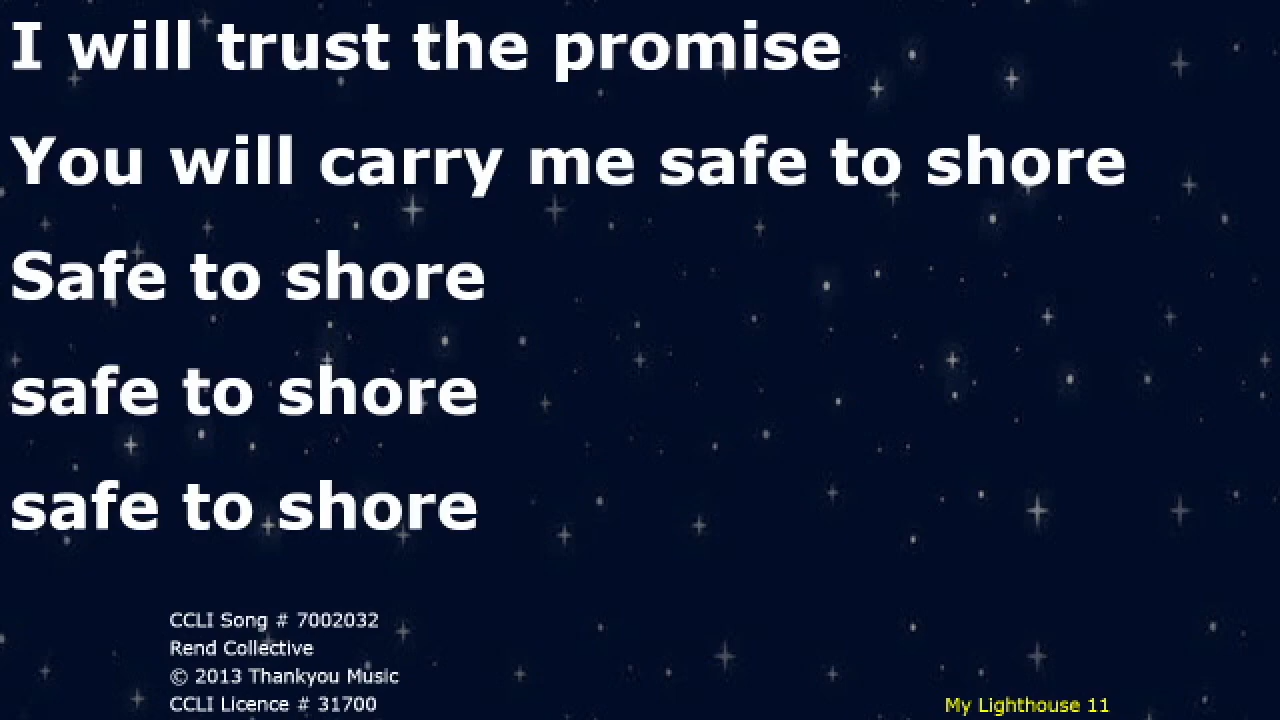 I will trust the promise
You will carry me safe to shore
Safe to shore
safe to shore
safe to shore
CCLI Song # 7002032
Rend Collective
© 2013 Thankyou Music
CCLI Licence # 31700
My Lighthouse 11